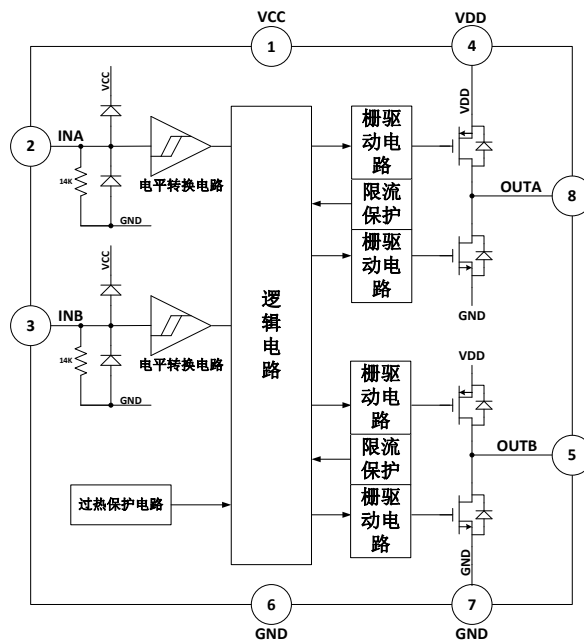 VCC
VDD
1
4
VCC
VDD
2
INA
14K
GND
电平转换电路
栅驱
动电
路
限流
保护
栅驱
动电
路
OUTA
8
GND
VCC
3
INB
14K
GND
电平转换电路
逻
辑
电
路
VDD
栅驱
动电
路
限流
保护
栅驱
动电
路
OUTB
5
过热保护电路
GND
6
7
GND
GND